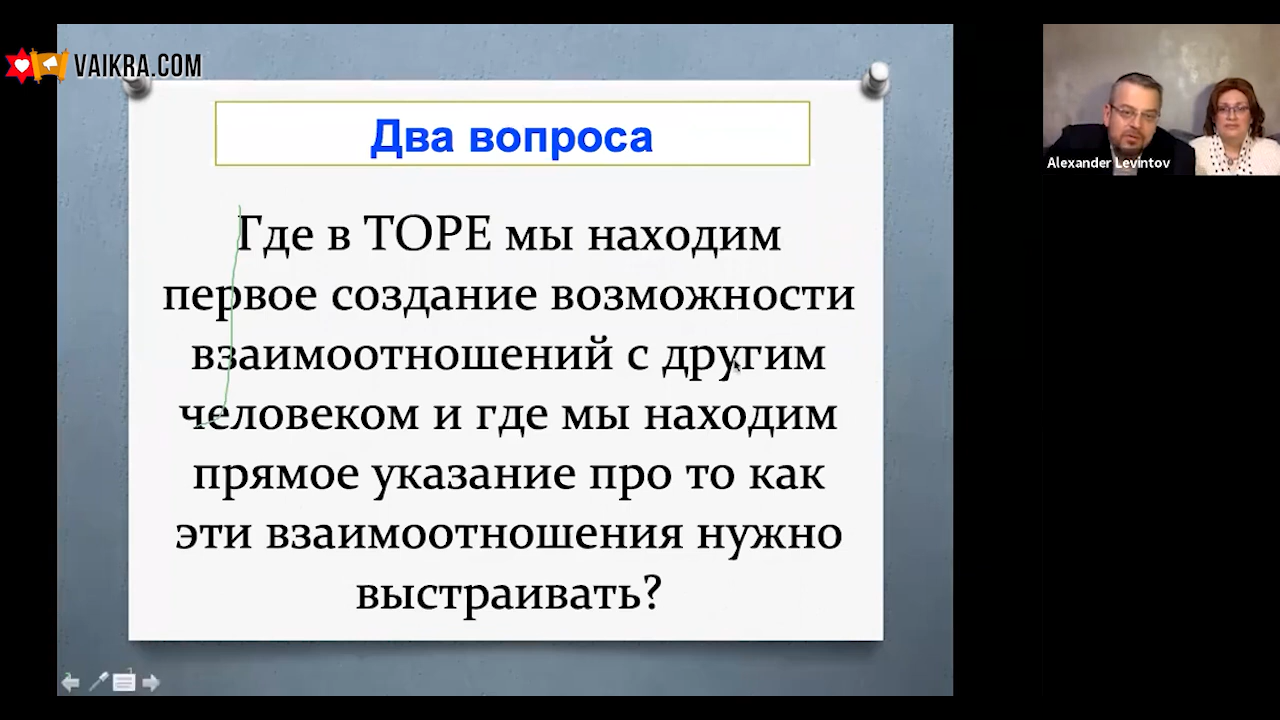 VAIKRA.COM
Два вопроса
Где в ТОРЕ мы находим
первое создание возможности
взаимоотношений с другим
человеком и где мы находим
прямое указание про то как
эти взаимоотношения нужно
выстраивать?
Alexander Levintov